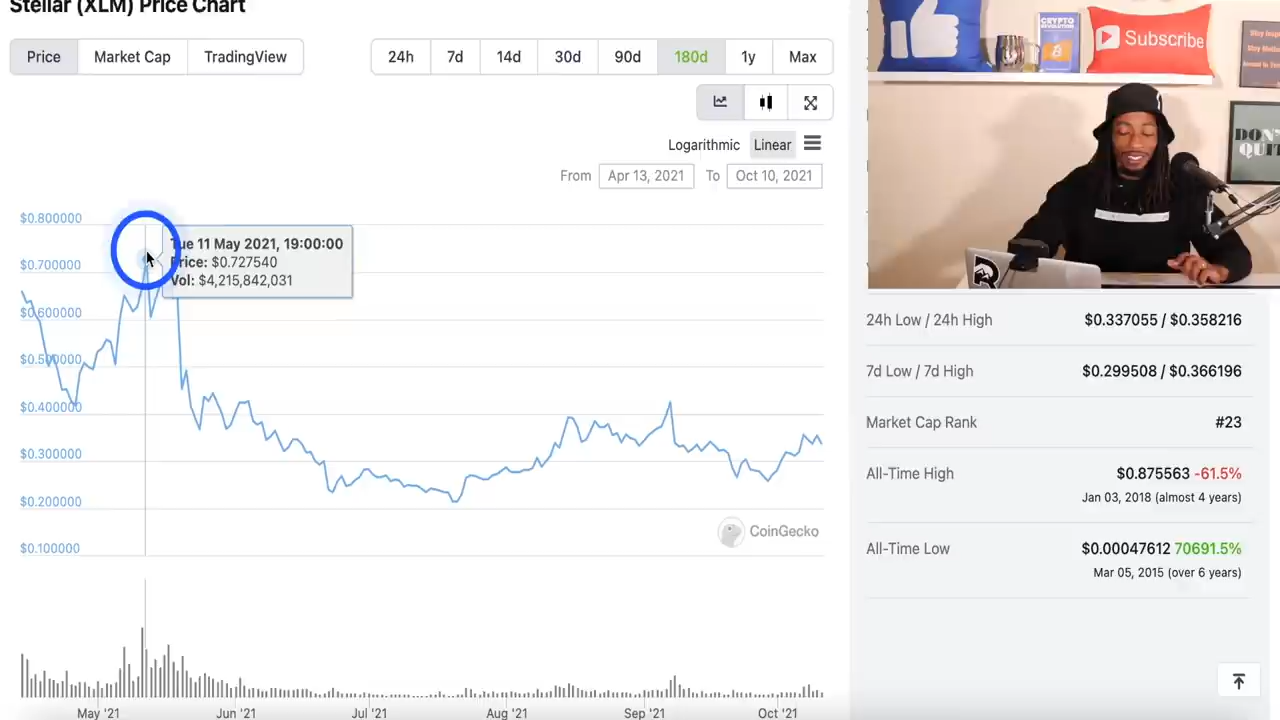 Stellar (XLM) Price Chart
Price Market Cap TradingView
24h 7d 14d 30d 90d 180d 1y Max
Logarithmic Linear
From Apr 13, 2021 To Oct 10, 2021
$0.800000
$0.700000
$0.600000
$0.500000
$0.400000
$0.300000
$0.200000
$0.100000
Tue 11 May 2021, 19:00:00
Price: $0.727540
Vol: $4,215,842,031
CoinGecko
May '21 Jun '21 Jul '21 Aug '21 Sep '21 Oct '21
CRYPTO
REVOLUTION
Subscribe
DON'T
QUIT
R
24h Low / 24h High $0.337055 / $0.358216
7d Low / 7d High $0.299508 / $0.366196
Market Cap Rank #23
All-Time High $0.875563 -61.5%
Jan 03, 2018 (almost 4 years)
All-Time Low $0.00047612 70691.5%
Mar 05, 2015 (over 6 years)